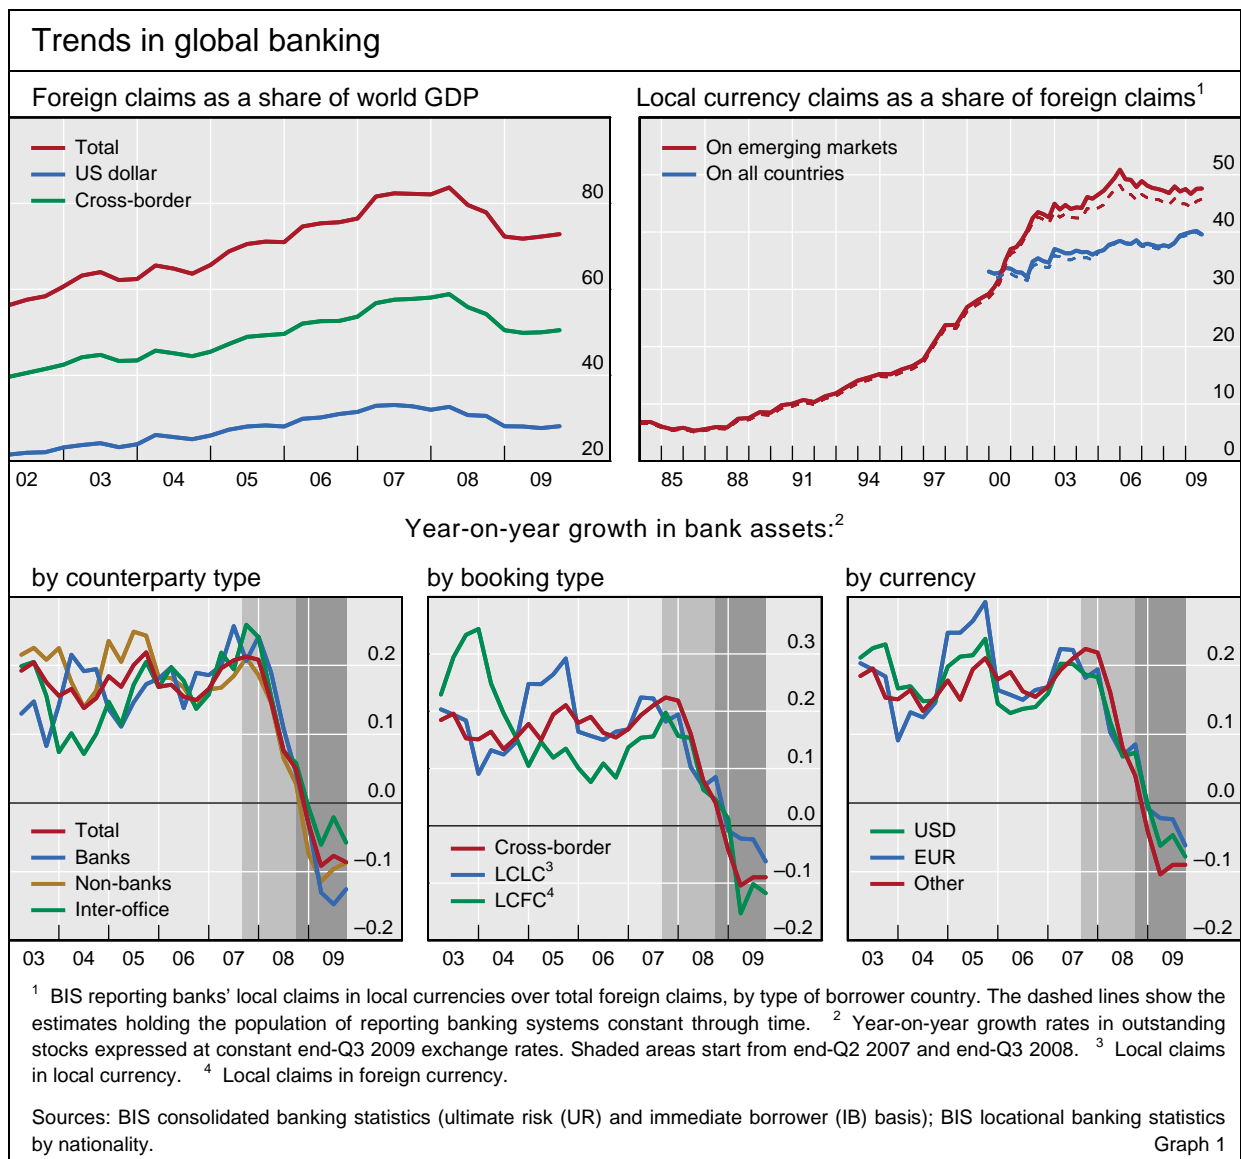 Trends in global banking
Foreign claims as a share of world GDP
Total
US dollar
Cross-border
80
60
40
20
02 03 04 05 06 07 08 09
Local currency claims as a share of foreign claims1
On emerging markets
On all countries
50
40
30
20
10
0
85 88 91 94 97 00 03 06 09
Year-on-year growth in bank assets:2
by counterparty type
0.2
0.1
0.0
–0.1
–0.2
Total
Banks
Non-banks
Inter-office
03 04 05 06 07 08 09
by booking type
0.3
0.2
0.1
0.0
–0.1
–0.2
Cross-border
LCLC3
LCFC4
03 04 05 06 07 08 09
by currency
0.2
0.1
0.0
–0.1
–0.2
USD
EUR
Other
03 04 05 06 07 08 09
1 BIS reporting banks’ local claims in local currencies over total foreign claims, by type of borrower country. The dashed lines show the
estimates holding the population of reporting banking systems constant through time. 2 Year-on-year growth rates in outstanding
stocks expressed at constant end-Q3 2009 exchange rates. Shaded areas start from end-Q2 2007 and end-Q3 2008. 3 Local claims
in local currency. 4 Local claims in foreign currency.
Sources: BIS consolidated banking statistics (ultimate risk (UR) and immediate borrower (IB) basis); BIS locational banking statistics
by nationality. Graph 1